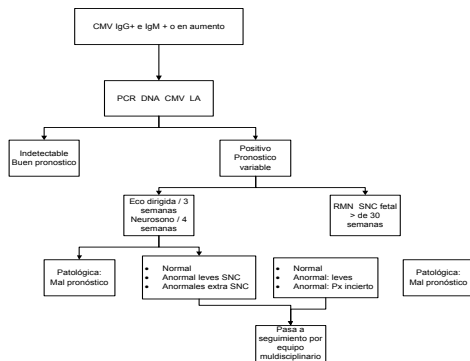 CMV IgG+ e IgM + o en aumento
PCR DNA CMV LA
Indetectable
Buen pronostico
Positivo
Pronostico
variable
Eco dirigida / 3
semanas
Neurosono / 4
semanas
RMN SNC fetal
> de 30
semanas
Patológica:
Mal pronóstico
• Normal
• Anormal leves SNC
• Anormales extra SNC
• Normal
• Anormal: leves
• Anormal: Px incierto
Patológica:
Mal pronóstico
Pasa a
seguimiento por
equipo
muldisciplinario